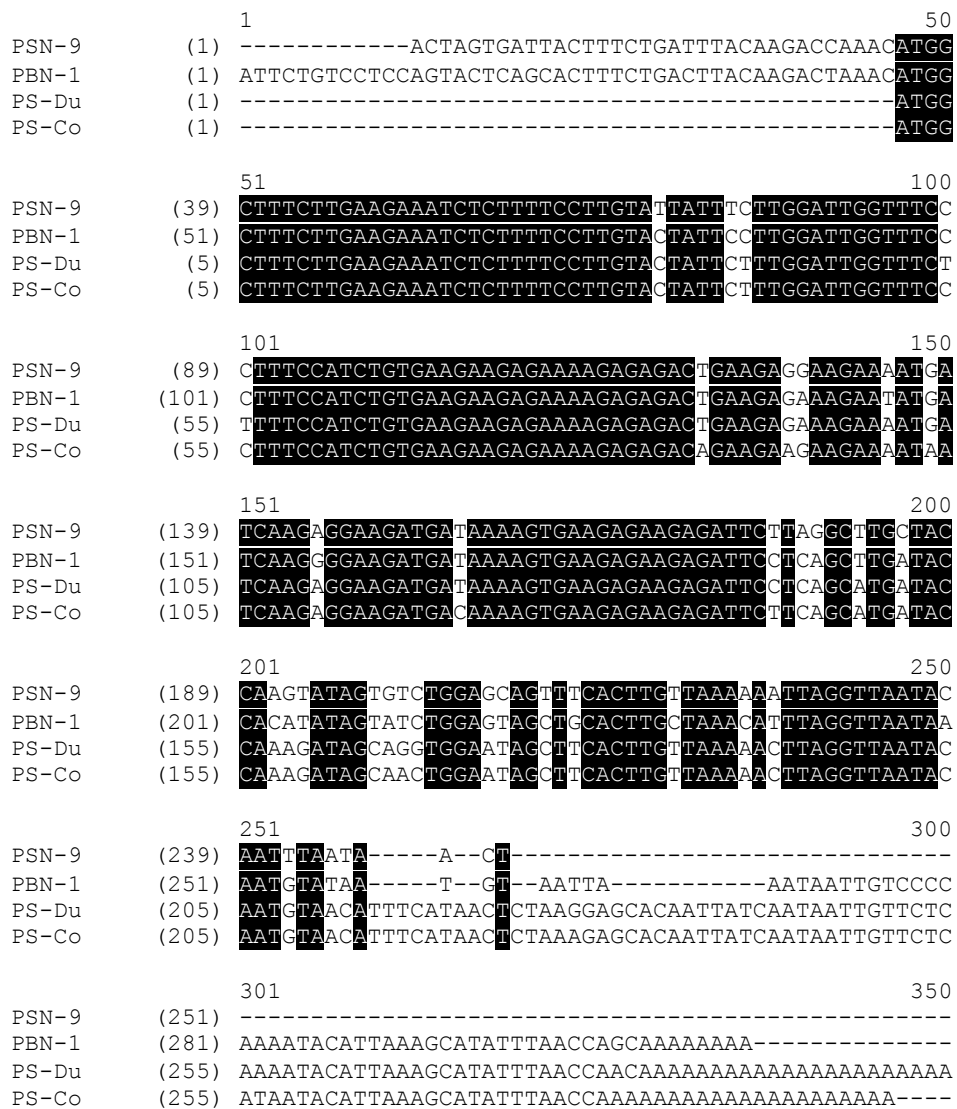 1 50
PSN-9 (1) ------------ACTAGTGATTACTTTCTGATTTACAAGACCAAACATGG
PBN-1 (1) ATTCTGTCCTCCAGTACTCAGCACTTTCTGACTTACAAGACTAAACATGG
PS-Du (1) ----------------------------------------------ATGG
PS-Co (1) ----------------------------------------------ATGG
51 100
PSN-9 (39) CTTTCTTGAAGAAATCTCTTTTCCTTGTATTATTTCTTGGATTGGTTTCC
PBN-1 (51) CTTTCTTGAAGAAATCTCTTTTCCTTGTACTATTCCTTGGATTGGTTTCC
PS-Du (5) CTTTCTTGAAGAAATCTCTTTTCCTTGTACTATTCTTTGGATTGGTTTCT
PS-Co (5) CTTTCTTGAAGAAATCTCTTTTCCTTGTACTATTCTTTGGATTGGTTTCC
101 150
PSN-9 (89) CTTTCCATCTGTGAAGAAGAGAAAAGAGAGACTGAAGAGGAAGAAAATGA
PBN-1 (101) CTTTCCATCTGTGAAGAAGAGAAAAGAGAGACTGAAGAGAAAGAATATGA
PS-Du (55) TTTTCCATCTGTGAAGAAGAGAAAAGAGAGACTGAAGAGAAAGAAAATGA
PS-Co (55) CTTTCCATCTGTGAAGAAGAGAAAAGAGAGACAGAAGAAGAAGAAAATAA
151 200
PSN-9 (139) TCAAGAGGAAGATGATAAAAGTGAAGAGAAGAGATTCTTAGGCTTGCTAC
PBN-1 (151) TCAAGGGGAAGATGATAAAAGTGAAGAGAAGAGATTCCTCAGCTTGATAC
PS-Du (105) TCAAGAGGAAGATGATAAAAGTGAAGAGAAGAGATTCCTCAGCTTGATAC
PS-Co (105) TCAAGAGGAAGATGACAAAAGTGAAGAGAAGAGATTCTTCAGCATGATAC
201 250
PSN-9 (189) CAAGTATAGTGTCTGGAGCAGTTTCACTTGTTAAAAAATTAGGTTAATAC
PBN-1 (201) CACATATAGTATCTGGAGTAGCTGCACTTGCTAAACATTTAGGTTAATAA
PS-Du (155) CAAAGATAGCAGGTGGAATAGCTTCACTTGTTAAAAACTTAGGTTAATAC
PS-Co (155) CAAAGATAGCAACTGGAATAGCTTCACTTGTTAAAAACTTAGGTTAATAC
251 300
PSN-9 (239) AATTTAATA-----A--CT-------------------------------
PBN-1 (251) AATGTATAA-----T--GT--AATTA-----------AATAATTGTCCCC
PS-Du (205) AATGTAACATTTCATAACTCTAAGGAGCACAATTATCAATAATTGTTCTC
PS-Co (205) AATGTAACATTTCATAACTCTAAAGAGCACAATTATCAATAATTGTTCTC
301 350
PSN-9 (251) --------------------------------------------------
PBN-1 (281) AAAATACATTAAAGCATATTTAACCAGCAAAAAAAA--------------
PS-Du (255) AAAATACATTAAAGCATATTTAACCAACAAAAAAAAAAAAAAAAAAAAAA
PS-Co (255) ATAATACATTAAAGCATATTTAACCAAAAAAAAAAAAAAAAAAAAA----